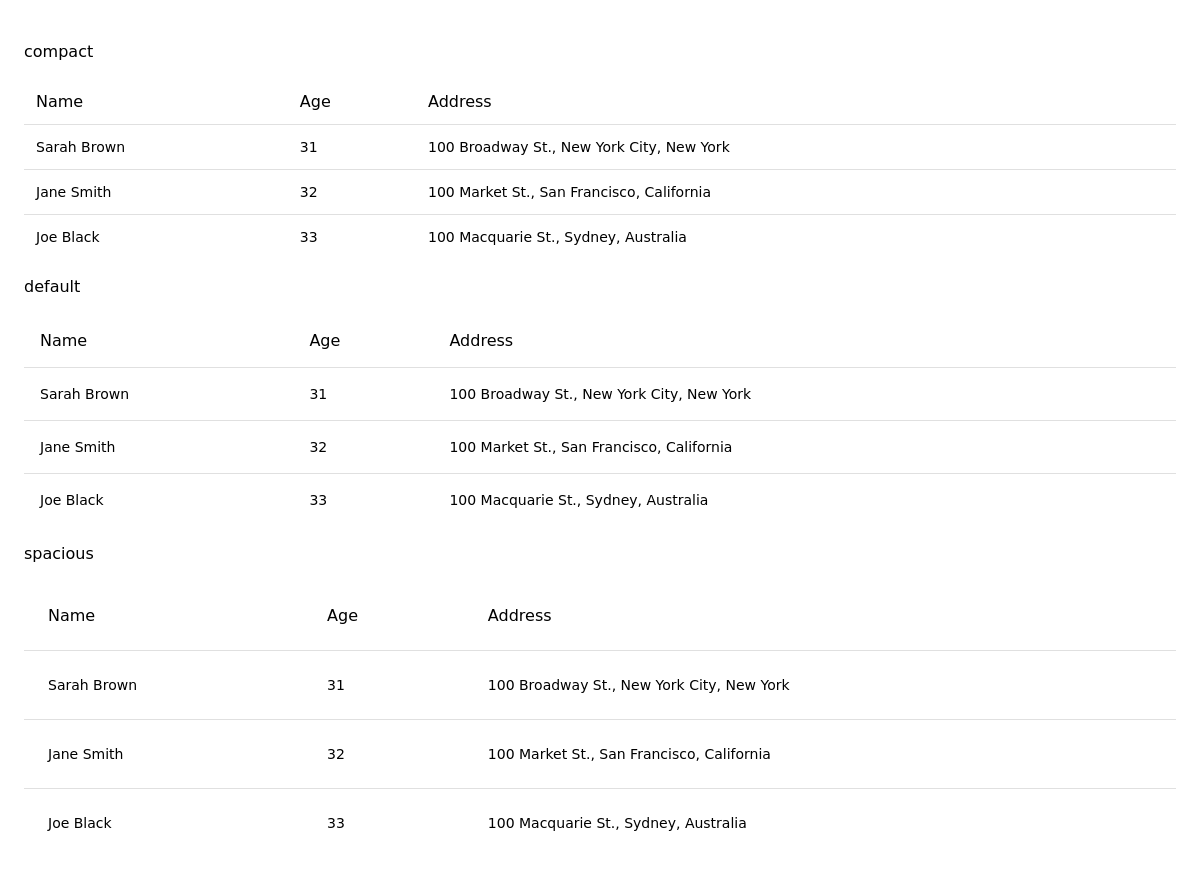 compact
Name Age Address
Sarah Brown 31 100 Broadway St., New York City, New York
Jane Smith 32 100 Market St., San Francisco, California
Joe Black 33 100 Macquarie St., Sydney, Australia
default
Name Age Address
Sarah Brown 31 100 Broadway St., New York City, New York
Jane Smith 32 100 Market St., San Francisco, California
Joe Black 33 100 Macquarie St., Sydney, Australia
spacious
Name Age Address
Sarah Brown 31 100 Broadway St., New York City, New York
Jane Smith 32 100 Market St., San Francisco, California
Joe Black 33 100 Macquarie St., Sydney, Australia